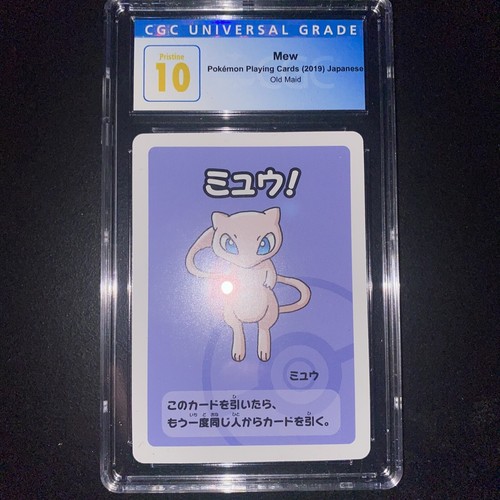 CGC UNIVERSAL GRADE
Pristine
10
Mew
Pokémon Playing Cards (2019) Japanese
Old Maid
ミュウ!
ミュウ
このカードを引いたら、
もう一度同じ人からカードを引く。